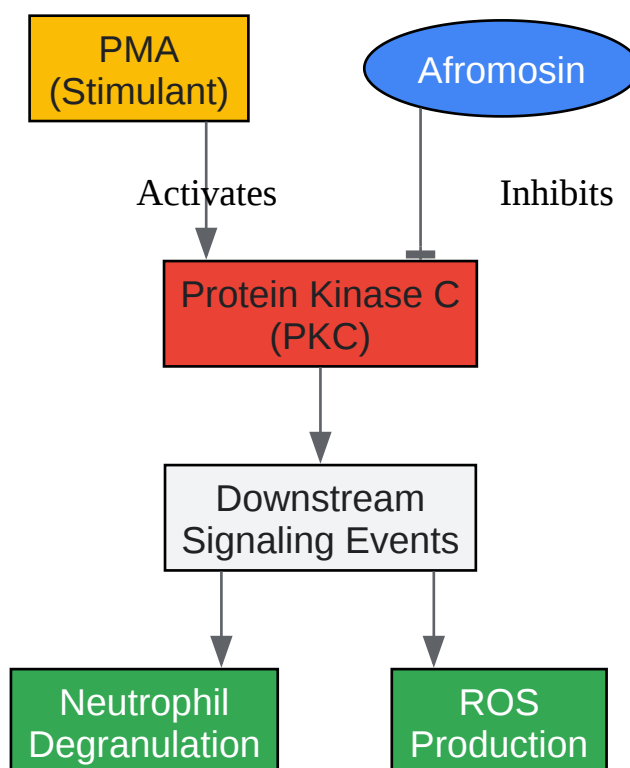 PMA
(Stimulant)
Afromosin
Activates
Inhibits
Protein Kinase C
(PKC)
Downstream
Signaling Events
Neutrophil
Degranulation
ROS
Production